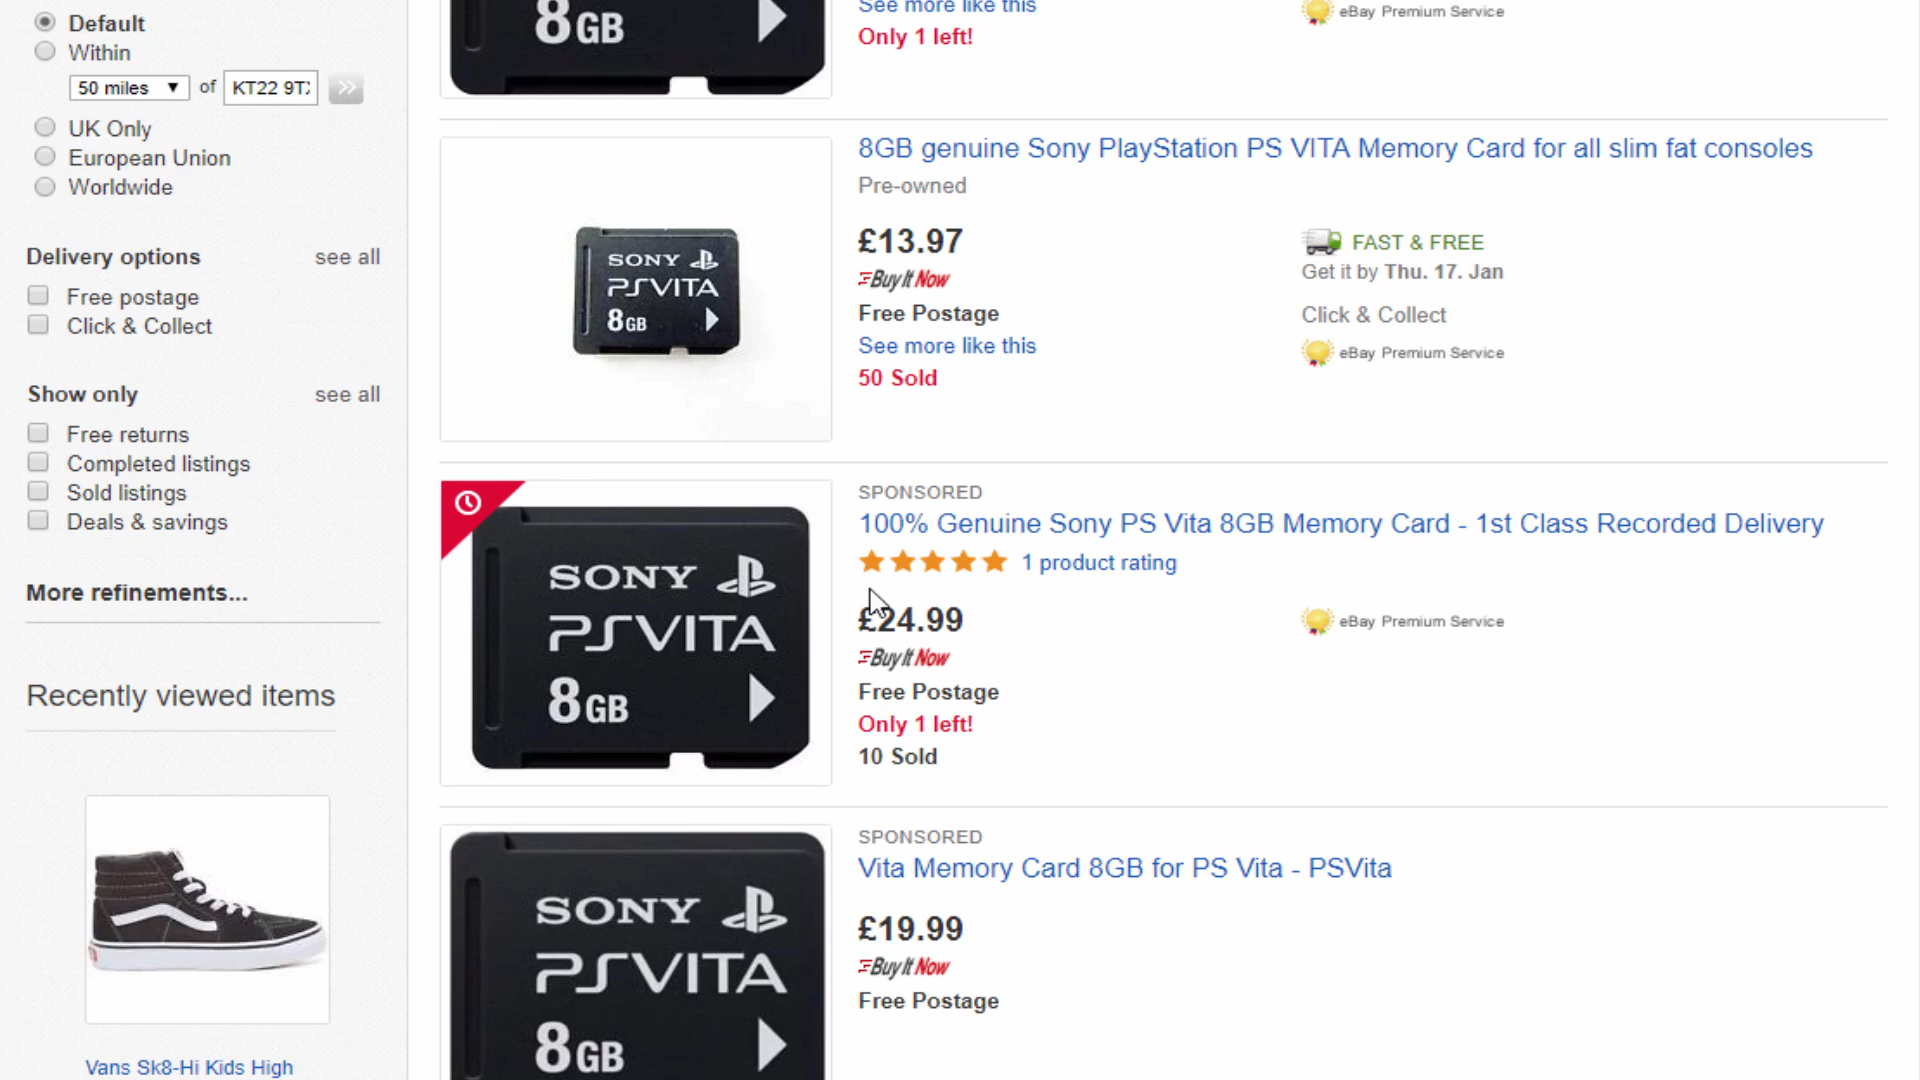 Default
Within
50 miles ▼ of KT22 9T
UK Only
European Union
Worldwide
Delivery options see all
Free postage
Click & Collect
Show only see all
Free returns
Completed listings
Sold listings
Deals & savings
More refinements...
Recently viewed items
Vans Sk8-Hi Kids High
8GB
See more like this
Only 1 left!
eBay Premium Service
SONY
PSVITA
8GB
8GB genuine Sony PlayStation PS VITA Memory Card for all slim fat consoles
Pre-owned
£13.97
Buy It Now
Free Postage
See more like this
50 Sold
FAST & FREE
Get it by Thu. 17. Jan
Click & Collect
eBay Premium Service
SONY
PSVITA
8GB
SPONSORED
100% Genuine Sony PS Vita 8GB Memory Card - 1st Class Recorded Delivery
1 product rating
£24.99
Buy It Now
Free Postage
Only 1 left!
10 Sold
eBay Premium Service
SONY
PSVITA
8GB
SPONSORED
Vita Memory Card 8GB for PS Vita - PSVita
£19.99
Buy It Now
Free Postage